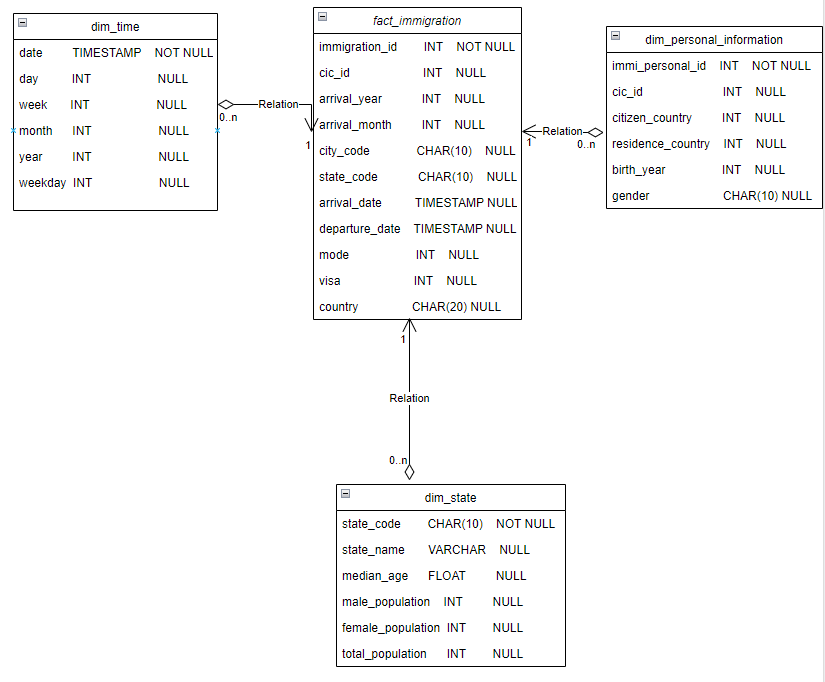 dim_time
date TIMESTAMP NOT NULL
day INT NULL
week INT NULL
month INT NULL
year INT NULL
weekday INT NULL
0..n
Relation
1
fact_immigration
immigration_id INT NOT NULL
cic_id INT NULL
arrival_year INT NULL
arrival_month INT NULL
city_code CHAR(10) NULL
state_code CHAR(10) NULL
arrival_date TIMESTAMP NULL
departure_date TIMESTAMP NULL
mode INT NULL
visa INT NULL
country CHAR(20) NULL
1
Relation
0..n
dim_personal_information
immi_personal_id INT NOT NULL
cic_id INT NULL
citizen_country INT NULL
residence_country INT NULL
birth_year INT NULL
gender CHAR(10) NULL
1
Relation
0..n
dim_state
state_code CHAR(10) NOT NULL
state_name VARCHAR NULL
median_age FLOAT NULL
male_population INT NULL
female_population INT NULL
total_population INT NULL